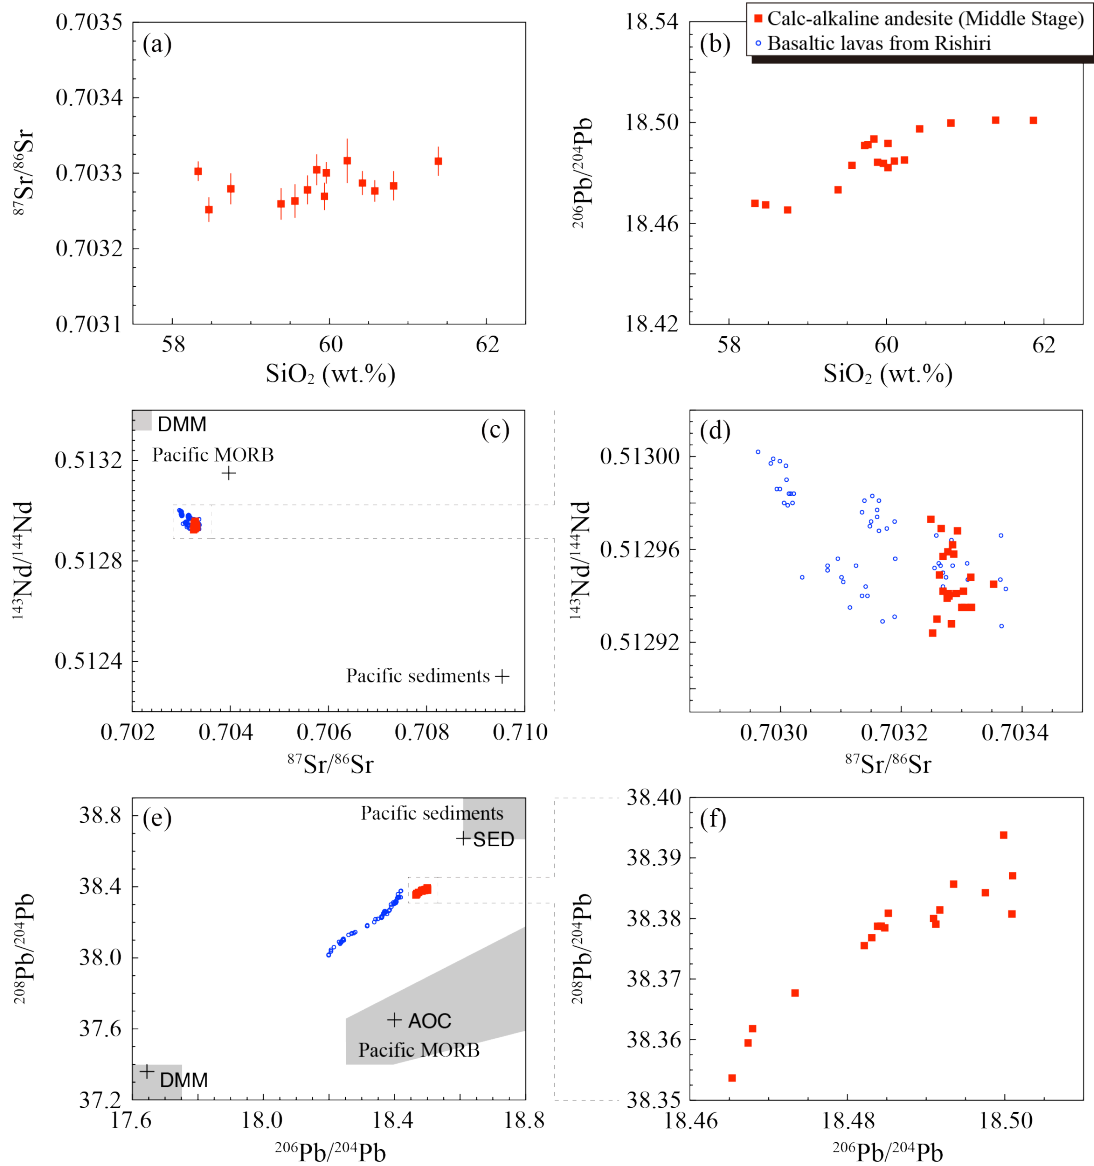 Calc-alkaline andesite (Middle Stage)
Basaltic lavas from Rishiri
(a)
0.7035
0.7034
0.7033
0.7032
0.7031
⁸⁷Sr/⁸⁶Sr
58 60 62
SiO₂ (wt.%)
(b)
18.54
18.50
18.46
18.42
²⁰⁶Pb/²⁰⁴Pb
58 60 62
SiO₂ (wt.%)
(c)
DMM
Pacific MORB
Pacific sediments
0.5132
0.5128
0.5124
¹⁴³Nd/¹⁴⁴Nd
0.702 0.704 0.706 0.708 0.710
⁸⁷Sr/⁸⁶Sr
(d)
0.51300
0.51296
0.51292
¹⁴³Nd/¹⁴⁴Nd
0.7030 0.7032 0.7034
⁸⁷Sr/⁸⁶Sr
(e)
Pacific sediments
SED
AOC
Pacific MORB
DMM
38.8
38.4
38.0
37.6
37.2
²⁰⁸Pb/²⁰⁴Pb
17.6 18.0 18.4 18.8
²⁰⁶Pb/²⁰⁴Pb
(f)
38.40
38.39
38.38
38.37
38.36
38.35
²⁰⁸Pb/²⁰⁴Pb
18.46 18.48 18.50
²⁰⁶Pb/²⁰⁴Pb